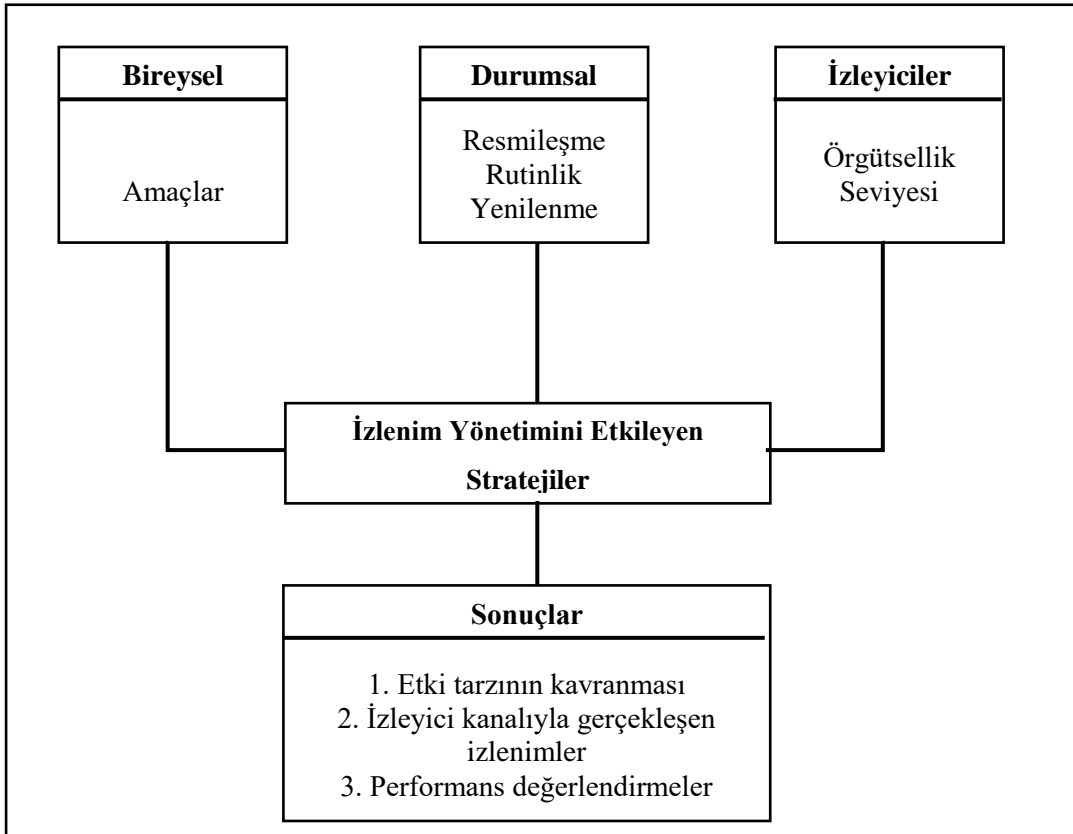 Bireysel
Amaçlar
Durumsal
Resmileşme
Rutinlik
Yenilenme
İzleyiciler
Örgütsellik
Seviyesi
İzlenim Yönetimini Etkileyen
Stratejiler
Sonuçlar
1. Etki tarzının kavranması
2. İzleyici kanalıyla gerçekleşen
izlenimler
3. Performans değerlendirmeler